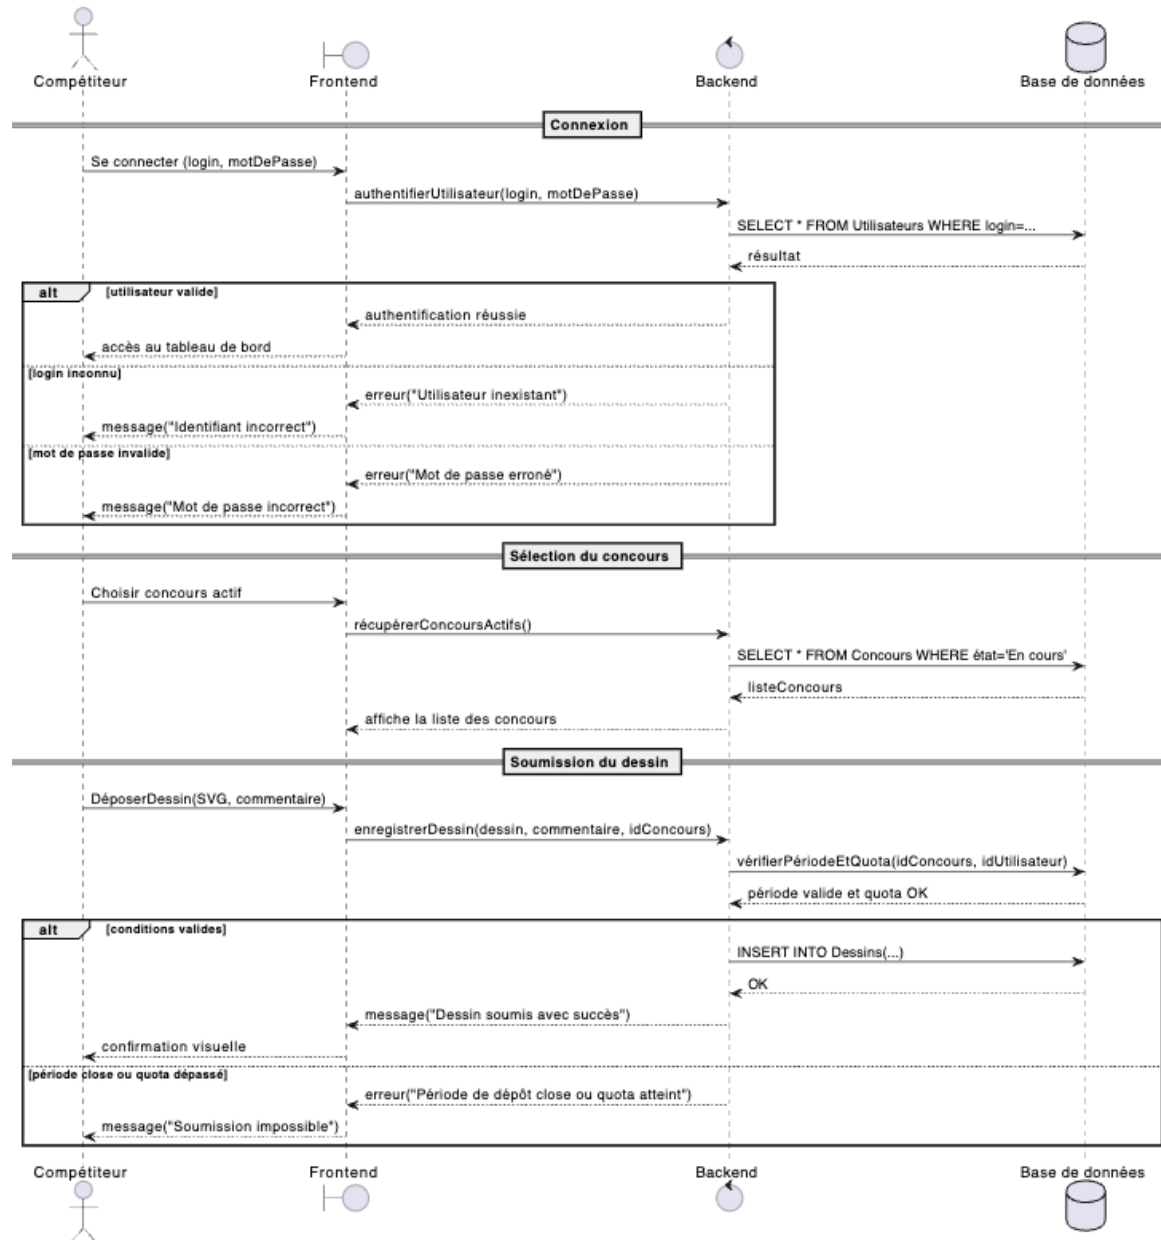 Compétiteur
Frontend
Backend
Base de données
Connexion
Se connecter (login, motDePasse)
authentifierUtilisateur(login, motDePasse)
SELECT * FROM Utilisateurs WHERE login=...
résultat
alt [utilisateur valide]
authentification réussie
accès au tableau de bord
[login inconnu]
erreur("Utilisateur inexistant")
message("Identifiant incorrect")
[mot de passe invalide]
erreur("Mot de passe erroné")
message("Mot de passe incorrect")
Sélection du concours
Choisir concours actif
récupérerConcoursActifs()
SELECT * FROM Concours WHERE état='En cours'
listeConcours
affiche la liste des concours
Soumission du dessin
DéposerDessin(SVG, commentaire)
enregistrerDessin(dessin, commentaire, idConcours)
vérifierPériodeEtQuota(idConcours, idUtilisateur)
période valide et quota OK
alt [conditions valides]
INSERT INTO Dessins(...)
OK
message("Dessin soumis avec succès")
confirmation visuelle
[période close ou quota dépassé]
erreur("Période de dépôt close ou quota atteint")
message("Soumission impossible")
Compétiteur
Frontend
Backend
Base de données